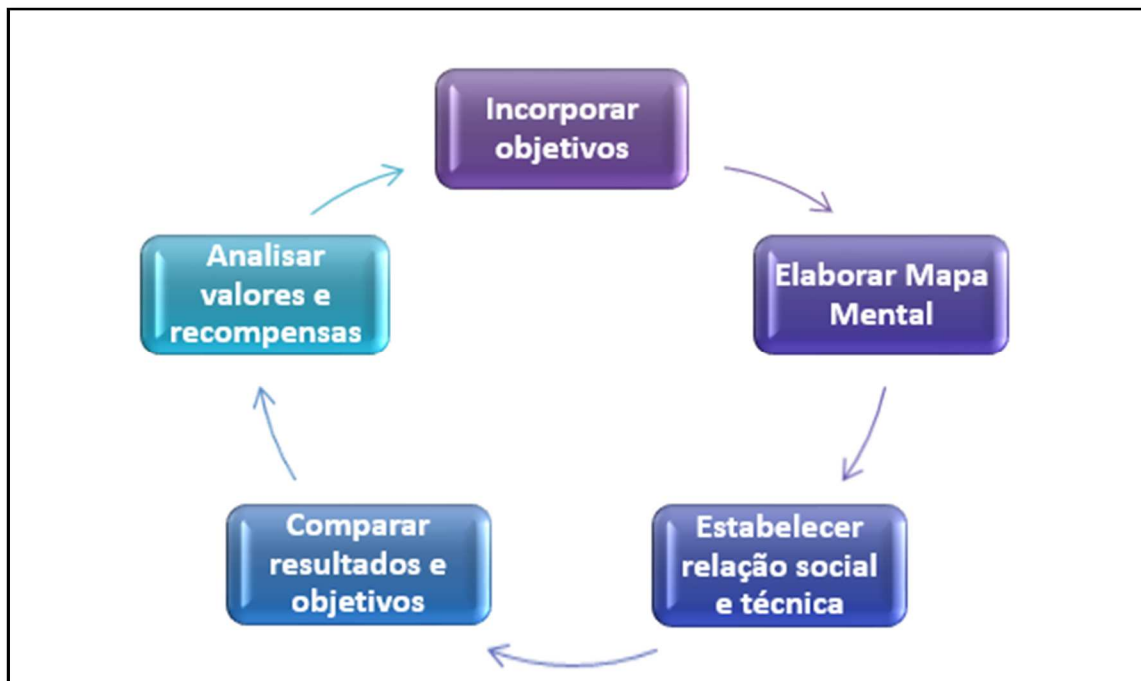 Incorporar
objetivos
Elaborar Mapa
Mental
Estabelecer
relação social
e técnica
Comparar
resultados e
objetivos
Analisar
valores e
recompensas